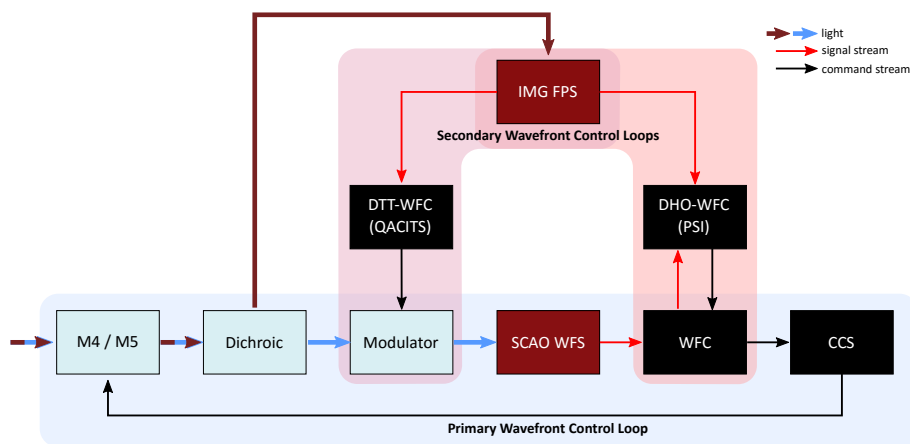 light
signal stream
command stream
IMG FPS
Secondary Wavefront Control Loops
DTT-WFC
(QACITS)
DHO-WFC
(PSI)
M4 / M5
Dichroic
Modulator
SCAO WFS
WFC
CCS
Primary Wavefront Control Loop